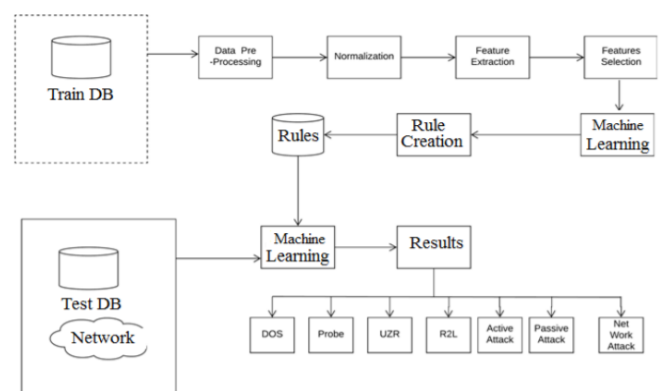 Train DB
Data Pre
-Processing
Normalization
Feature
Extraction
Features
Selection
Rules
Rule
Creation
Machine
Learning
Test DB
Network
Machine
Learning
Results
DOS
Probe
UZR
R2L
Active
Attack
Passive
Attack
Net
Work
Attack